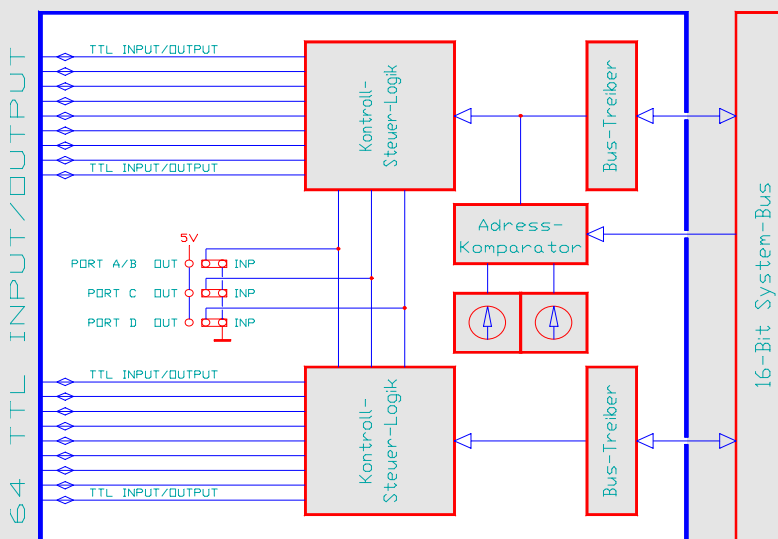 64 TTL INPUT/OUTPUT
TTL INPUT/OUTPUT
TTL INPUT/OUTPUT
Kontroll-
Steuer-Logik
Bus-Treiber
Adress-
Komparator
16-Bit System-Bus
5V
PORT A/B OUT INP
PORT C OUT INP
PORT D OUT INP
TTL INPUT/OUTPUT
TTL INPUT/OUTPUT
Kontroll-
Steuer-Logik
Bus-Treiber